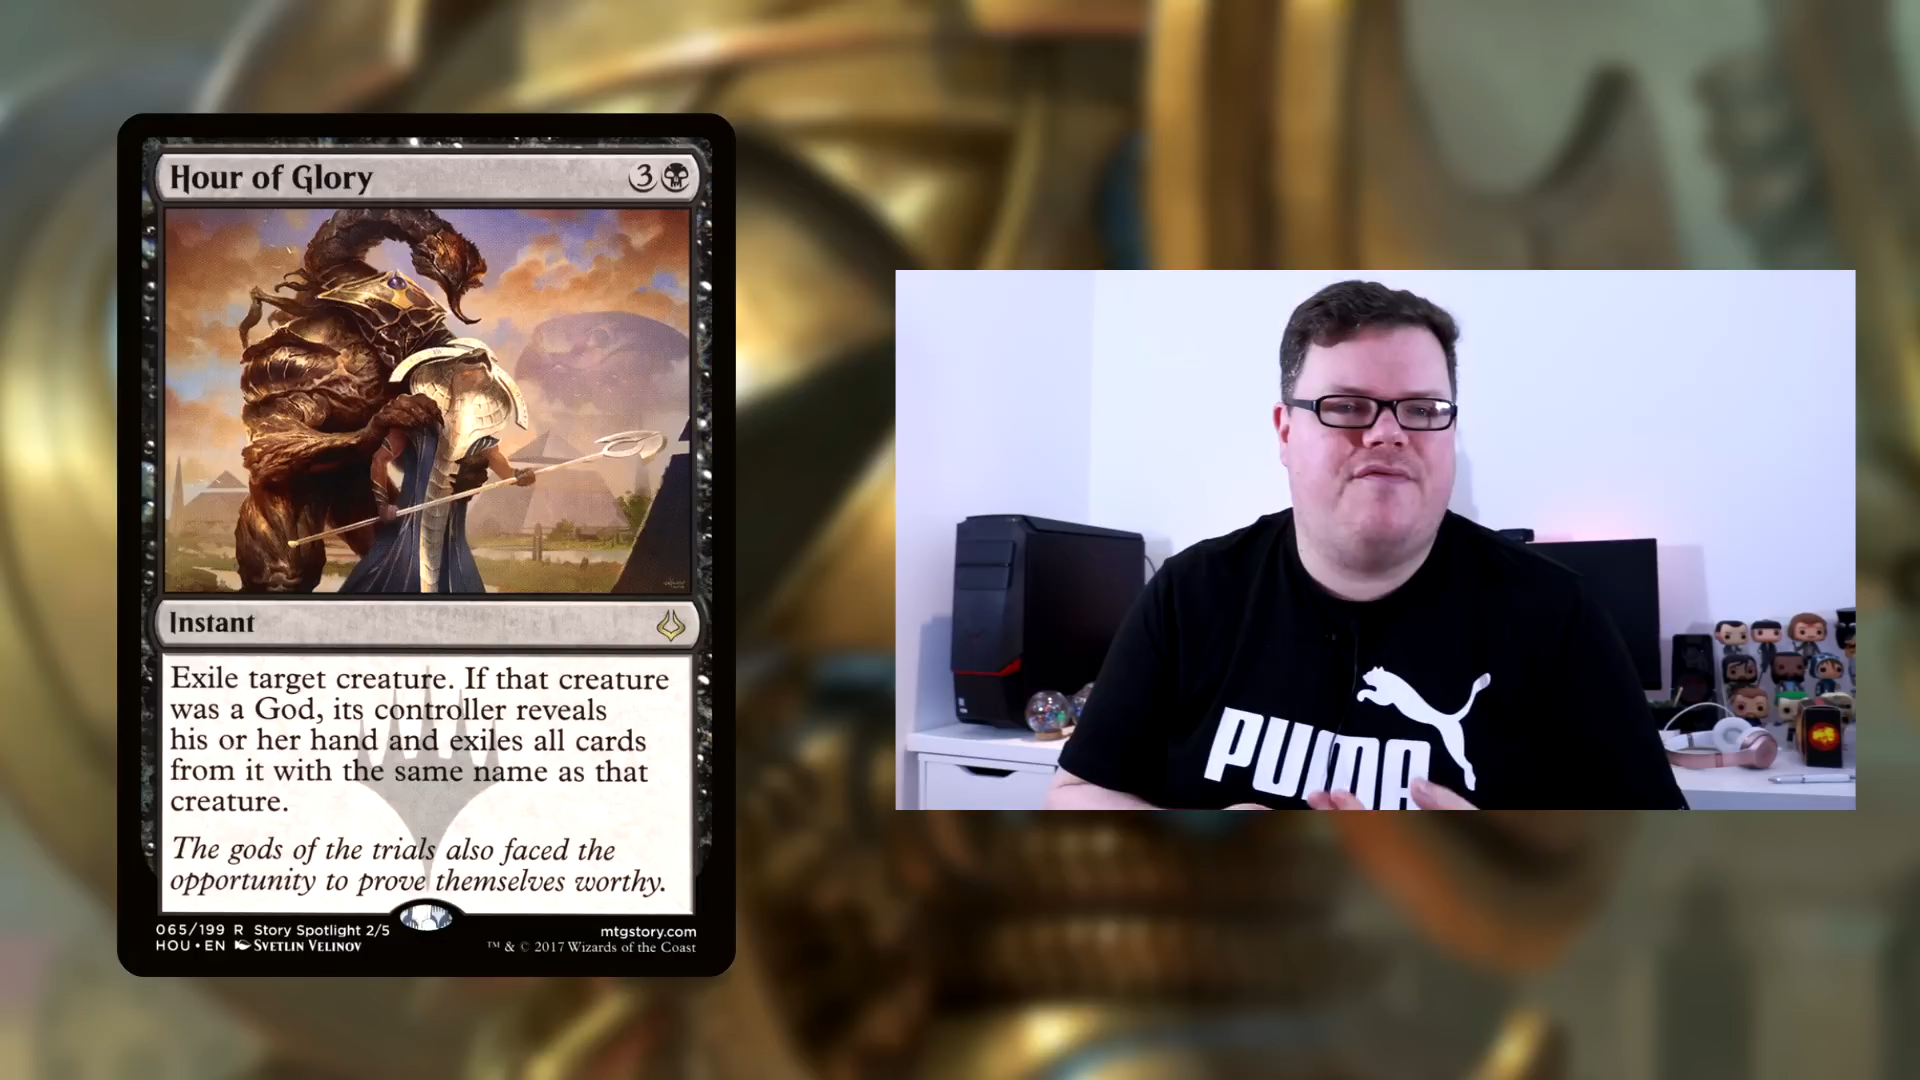 Hour of Glory 3
Instant
Exile target creature. If that creature
was a God, its controller reveals
his or her hand and exiles all cards
from it with the same name as that
creature.
The gods of the trials also faced the
opportunity to prove themselves worthy.
065/199 R Story Spotlight 2/5
HOU • EN SVETLIN VELINOV
mtgstory.com
™ & © 2017 Wizards of the Coast
PUMA